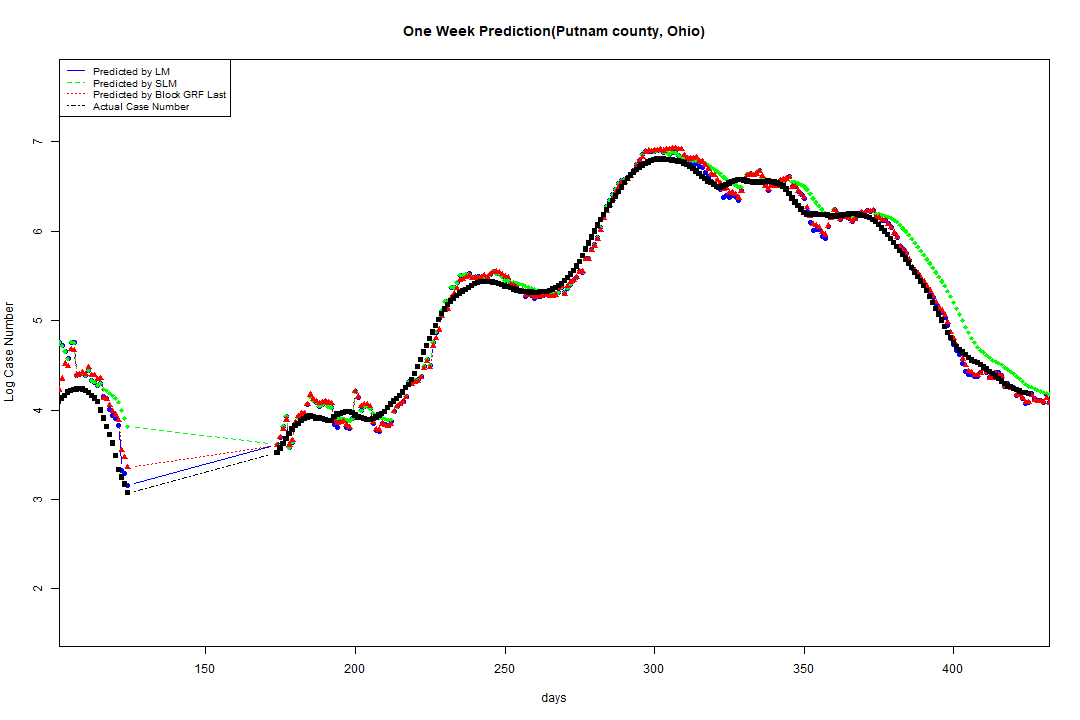 One Week Prediction(Putnam county, Ohio)
Predicted by LM
Predicted by SLM
Predicted by Block GRF Last
Actual Case Number
7
6
5
4
3
2
Log Case Number
150 200 250 300 350 400
days